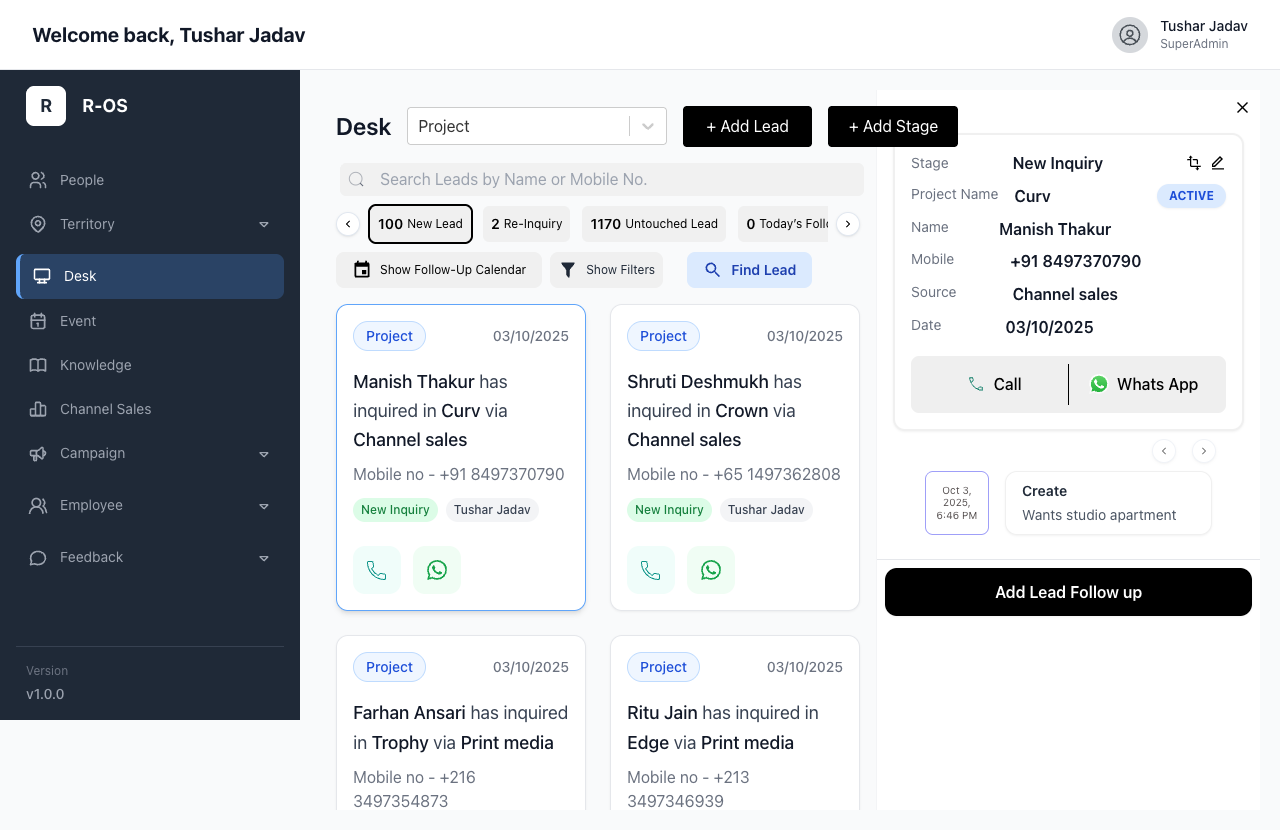 Welcome back, Tushar Jadav
Tushar Jadav
SuperAdmin
R
R-OS
People
Territory
Desk
Event
Knowledge
Channel Sales
Campaign
Employee
Feedback
Version
v1.0.0
Desk
Project
+ Add Lead
+ Add Stage
Search Leads by Name or Mobile No.
100 New Lead
2 Re-Inquiry
1170 Untouched Lead
0 Today's Follo
Show Follow-Up Calendar
Show Filters
Find Lead
Project
03/10/2025
Manish Thakur has
inquired in Curv via
Channel sales
Mobile no - +91 8497370790
New Inquiry
Tushar Jadav
Project
03/10/2025
Shruti Deshmukh has
inquired in Crown via
Channel sales
Mobile no - +65 1497362808
New Inquiry
Tushar Jadav
Project
03/10/2025
Farhan Ansari has inquired
in Trophy via Print media
Mobile no - +216
3497354873
Project
03/10/2025
Ritu Jain has inquired in
Edge via Print media
Mobile no - +213
3497346939
Stage New Inquiry
Project Name Curv ACTIVE
Name Manish Thakur
Mobile +91 8497370790
Source Channel sales
Date 03/10/2025
Call
Whats App
Oct 3,
2025,
6:46 PM
Create
Wants studio apartment
Add Lead Follow up